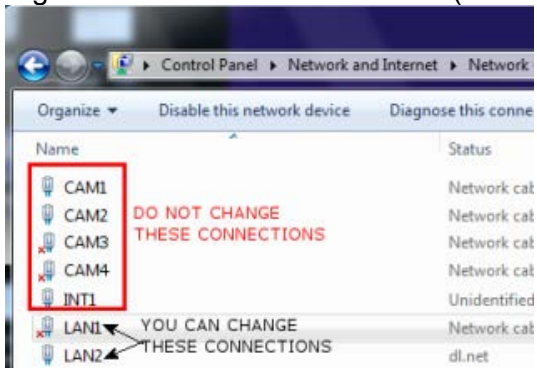 Control Panel ▸ Network and Internet ▸ Network
Organize Disable this network device Diagnose this conne
Name Status
CAM1 Network cab
CAM2 DO NOT CHANGE Network cab
CAM3 THESE CONNECTIONS Network cab
CAM4 Network cab
INT1 Unidentified
LAN1 YOU CAN CHANGE Network cab
LAN2 THESE CONNECTIONS dl.net